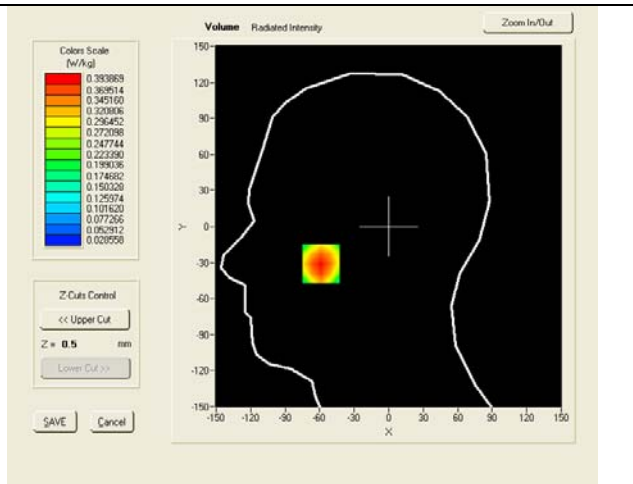 Volume Radiated Intensity
Zoom In/Out
Colors Scale
(W/kg)
0.393869
0.369514
0.345160
0.320806
0.296452
0.272098
0.247744
0.223390
0.199036
0.174682
0.150328
0.125974
0.101620
0.077266
0.052912
0.028558
Z-Cuts Control
<< Upper Cut
Z = 0.5 mm
Lower Cut >>
SAVE Cancel
150-
120-
90-
60-
30-
0-
-30-
-60-
-90-
-120-
-150-
Y
-150 -120 -90 -60 -30 0 30 60 90 120 150
X